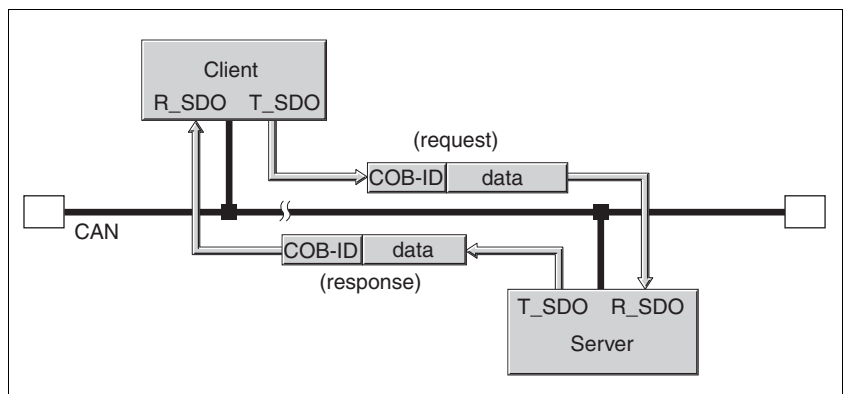 Client
R_SDO T_SDO
(request)
COB-ID data
CAN
COB-ID data
(response)
T_SDO R_SDO
Server